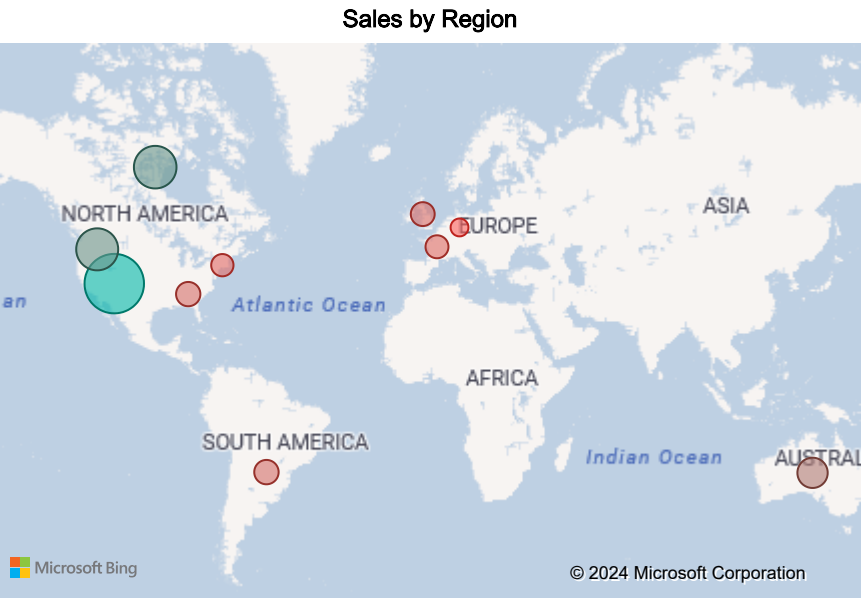 Sales by Region
NORTH AMERICA
EUROPE
ASIA
an
Atlantic Ocean
AFRICA
SOUTH AMERICA
Indian Ocean
AUSTRAL
Microsoft Bing
© 2024 Microsoft Corporation